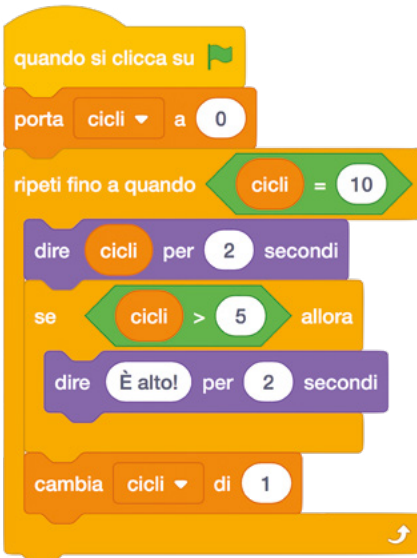 quando si clicca su
porta cicli a 0
ripeti fino a quando cicli = 10
dire cicli per 2 secondi
se cicli > 5 allora
dire È alto! per 2 secondi
cambia cicli di 1